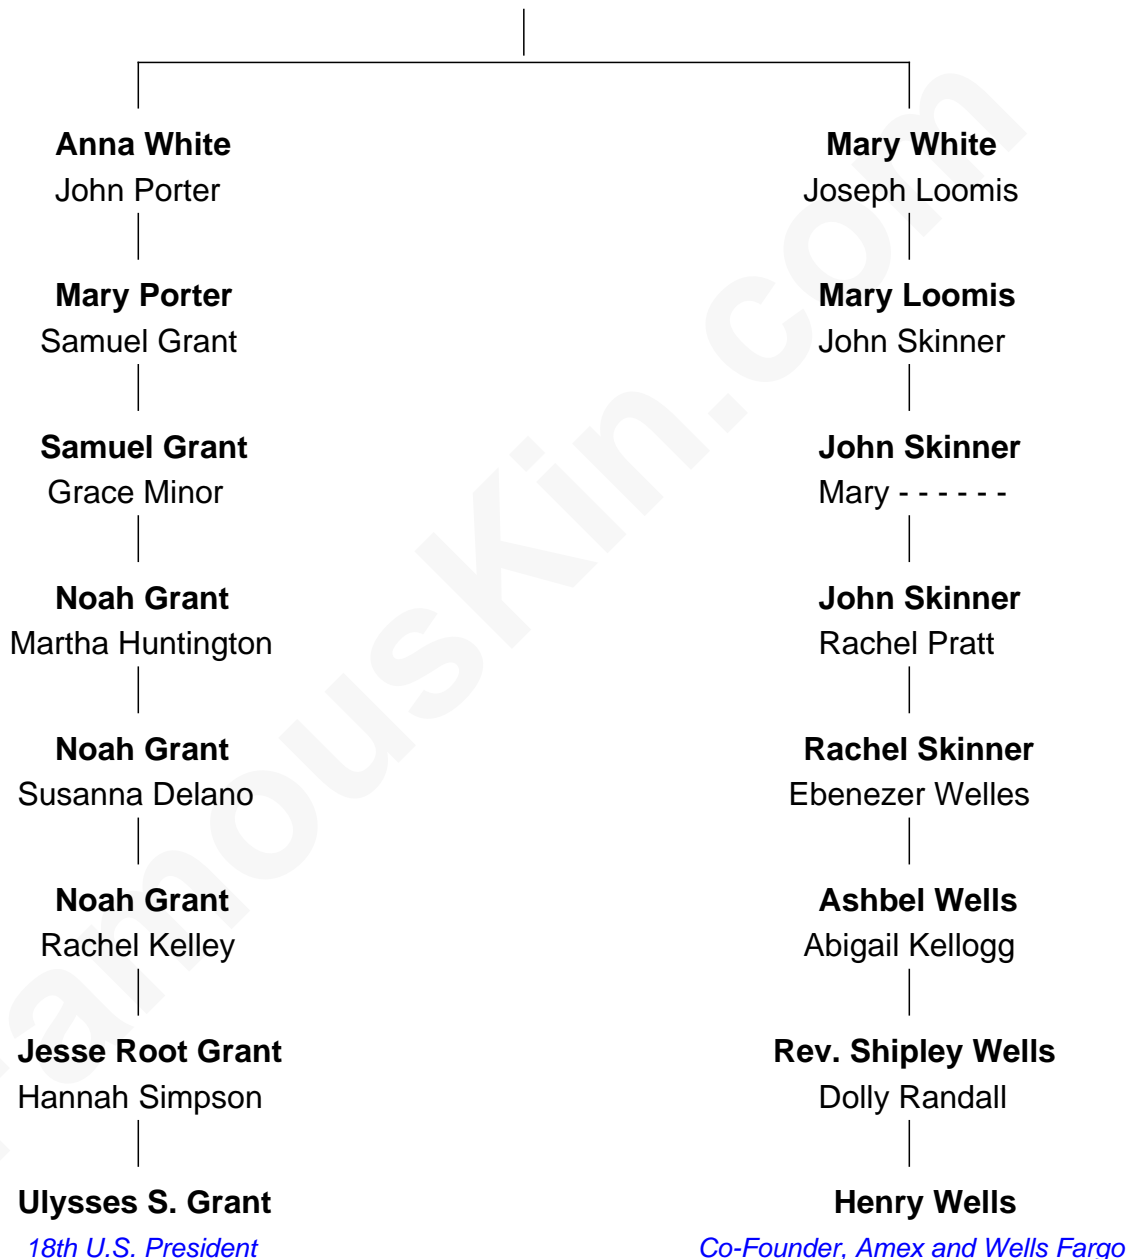 Anna White
John Porter
Mary White
Joseph Loomis
Mary Porter
Samuel Grant
Mary Loomis
John Skinner
Samuel Grant
Grace Minor
John Skinner
Mary - - - - - -
Noah Grant
Martha Huntington
John Skinner
Rachel Pratt
Noah Grant
Susanna Delano
Rachel Skinner
Ebenezer Welles
Noah Grant
Rachel Kelley
Ashbel Wells
Abigail Kellogg
Jesse Root Grant
Hannah Simpson
Rev. Shipley Wells
Dolly Randall
Ulysses S. Grant
18th U.S. President
Henry Wells
Co-Founder, Amex and Wells Fargo
FamousKin.com